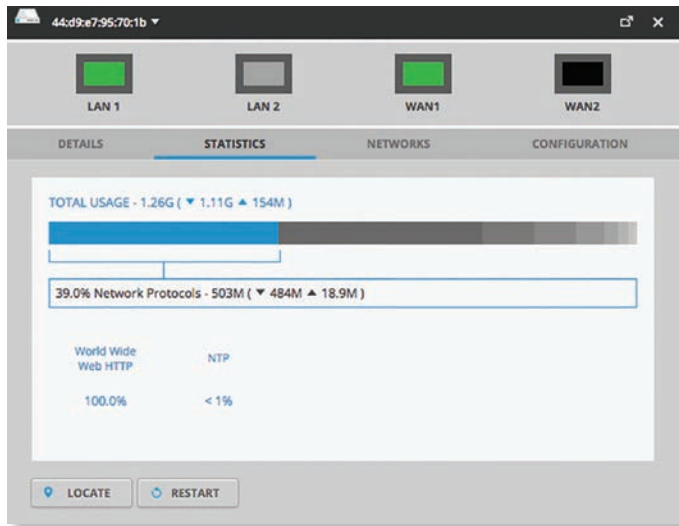 44:d9:e7:95:70:1b
LAN 1 LAN 2 WAN1 WAN2
DETAILS STATISTICS NETWORKS CONFIGURATION
TOTAL USAGE - 1.26G ( ▼ 1.11G ▲ 154M )
39.0% Network Protocols - 503M ( ▼ 484M ▲ 18.9M )
World Wide
Web HTTP
NTP
100.0% < 1%
LOCATE RESTART